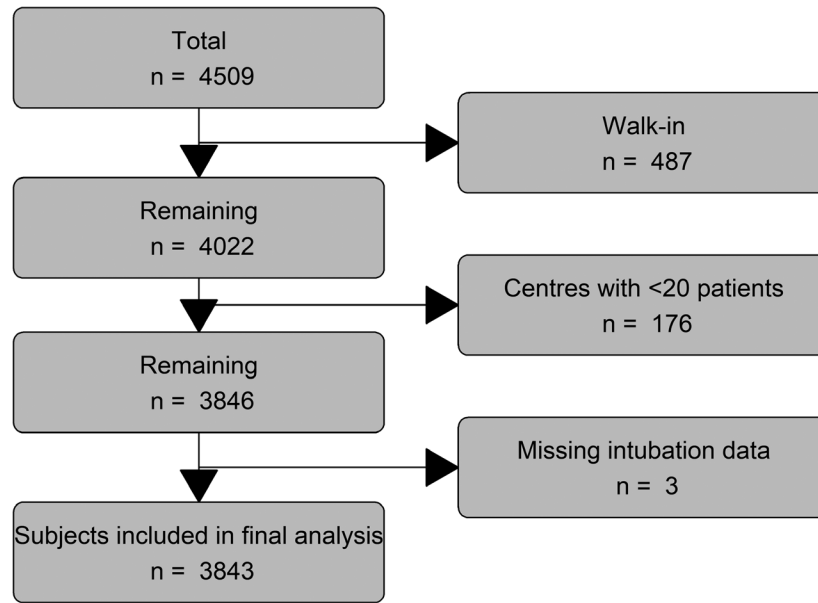 Total
n =  4509
Walk-in
n =  487
Remaining
n =  4022
Centres with <20 patients
n =  176
Remaining
n =  3846
Missing intubation data
n =  3
Subjects included in final analysis
n =  3843